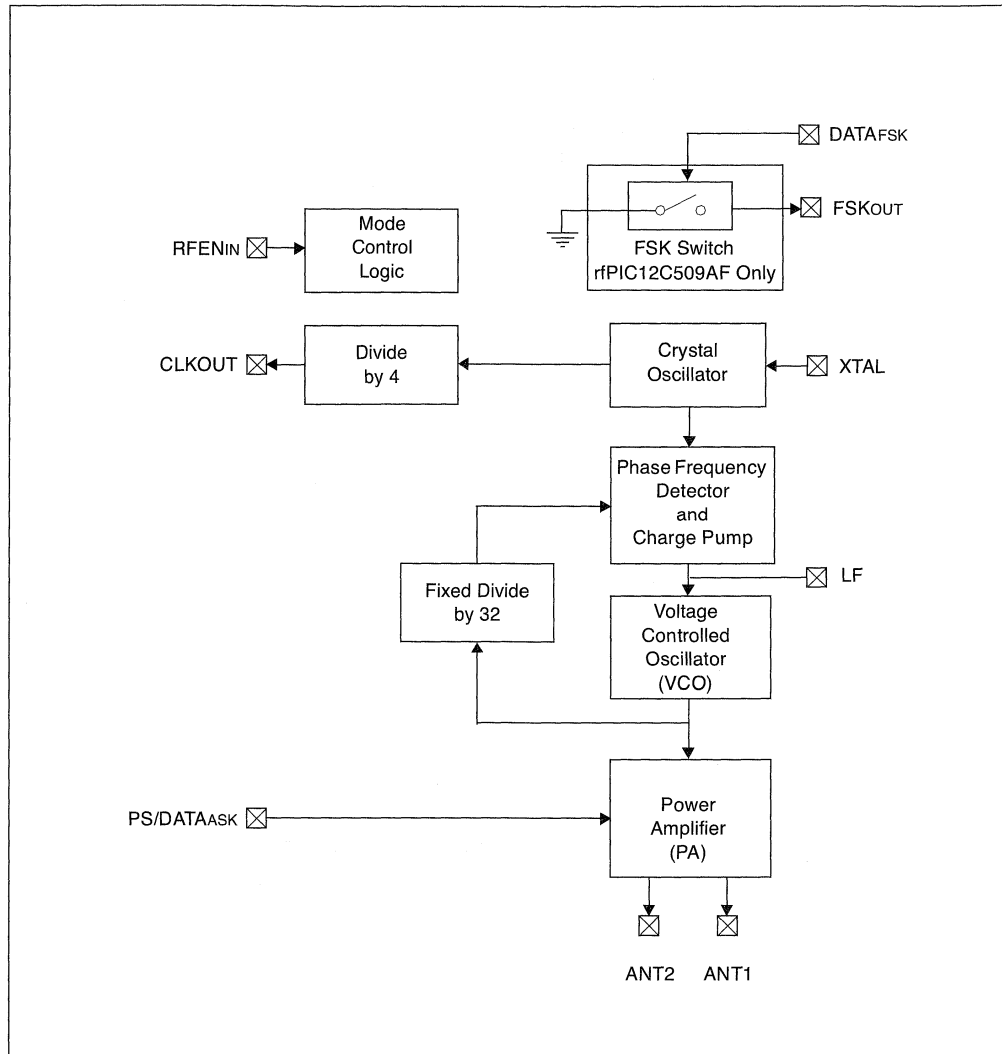 DATAFSK
FSKOUT
FSK Switch
rfPIC12C509AF Only
RFENIN
Mode
Control
Logic
CLKOUT
Divide
by 4
Crystal
Oscillator
XTAL
Phase Frequency
Detector
and
Charge Pump
LF
Fixed Divide
by 32
Voltage
Controlled
Oscillator
(VCO)
PS/DATAASK
Power
Amplifier
(PA)
ANT2 ANT1